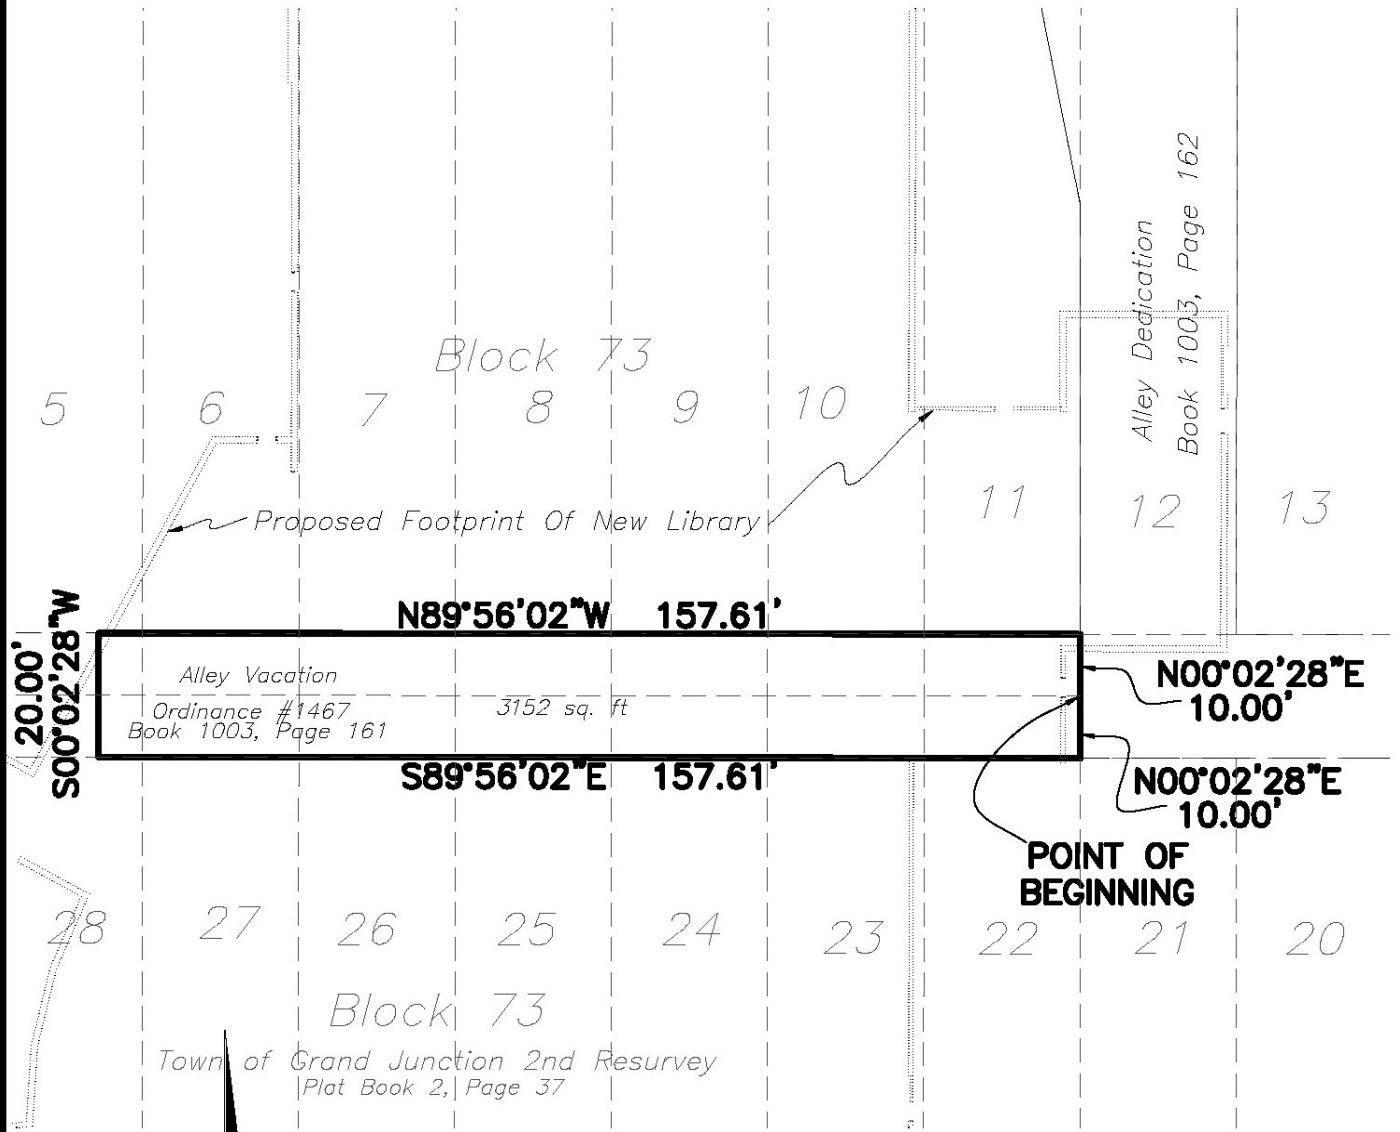 Alley Dedication
Book 1003, Page 162
Block 73
5 6 7 8 9 10
11 12 13
Proposed Footprint Of New Library
N89°56'02"W 157.61'
20.00'
S00°02'28"W
Alley Vacation
Ordinance #1467
Book 1003, Page 161
3152 sq. ft
N00°02'28"E
10.00'
S89°56'02"E 157.61'
N00°02'28"E
10.00'
POINT OF
BEGINNING
28 27 26 25 24 23 22 21 20
Block 73
Town of Grand Junction 2nd Resurvey
Plat Book 2, Page 37